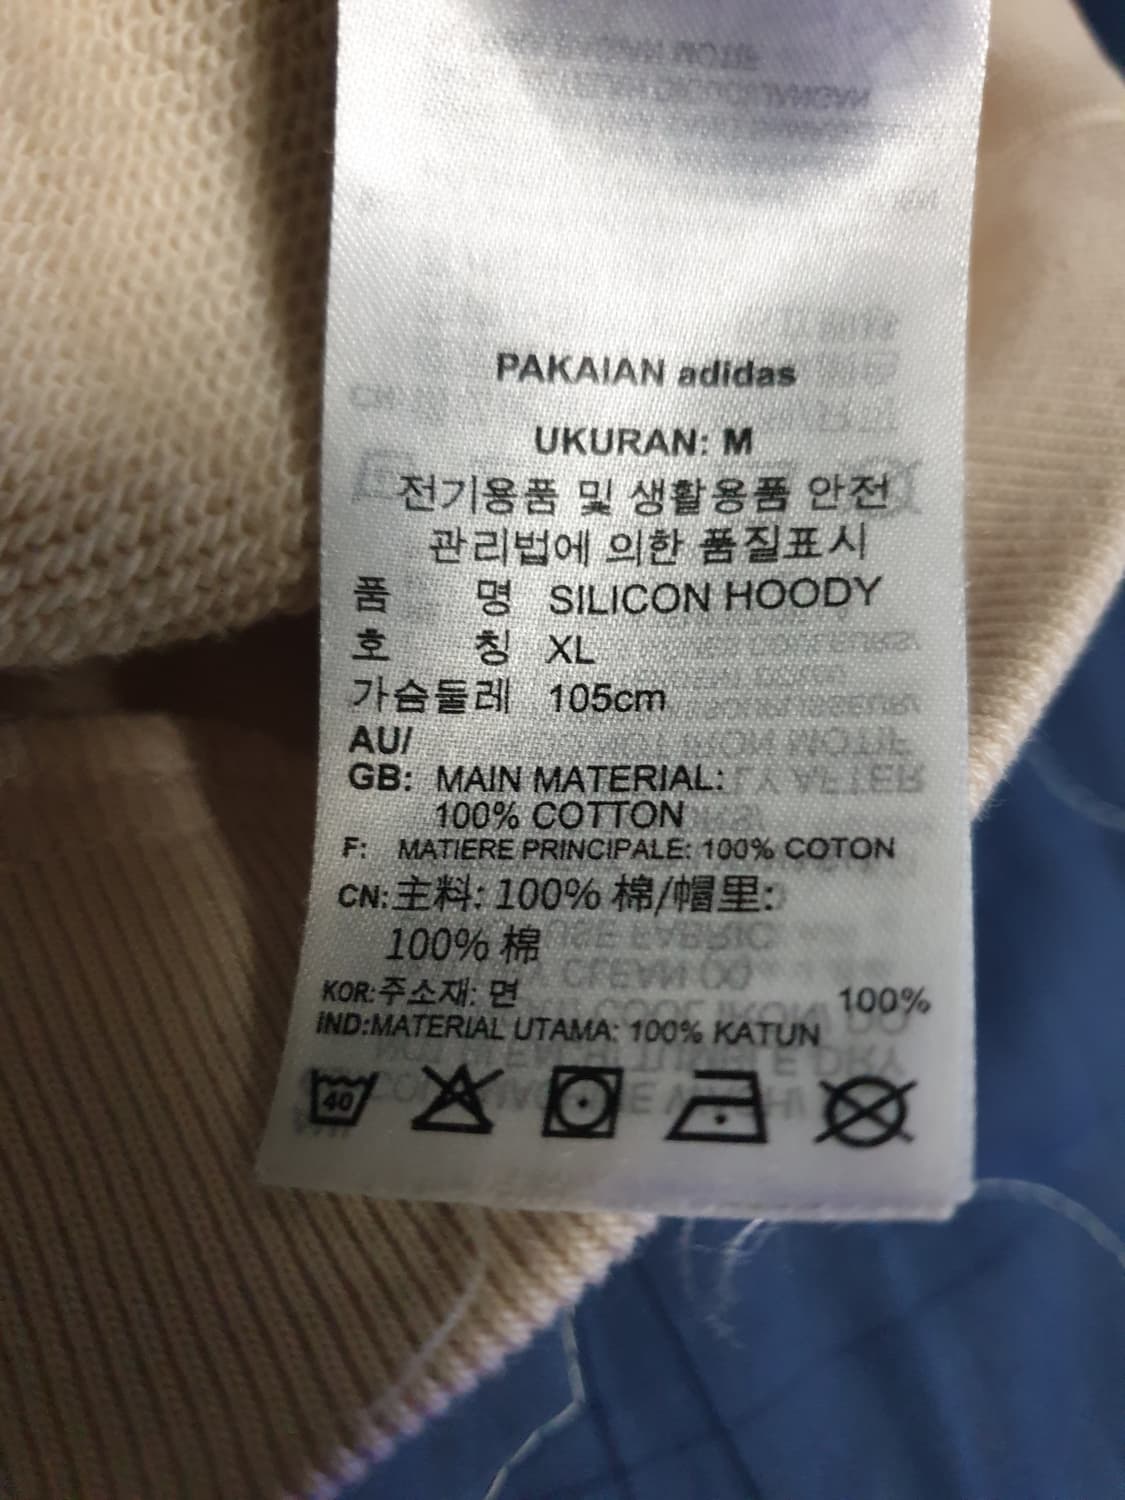 PAKAIAN adidas
UKURAN: M
전기용품 및 생활용품 안전
관리법에 의한 품질표시
품 명 SILICON HOODY
호 칭 XL
가슴둘레 105cm
AU/
GB: MAIN MATERIAL:
100% COTTON
F: MATIERE PRINCIPALE: 100% COTON
CN: 主料: 100% 棉/帽里:
100% 棉
KOR: 주소재: 면 100%
IND:MATERIAL UTAMA: 100% KATUN
40